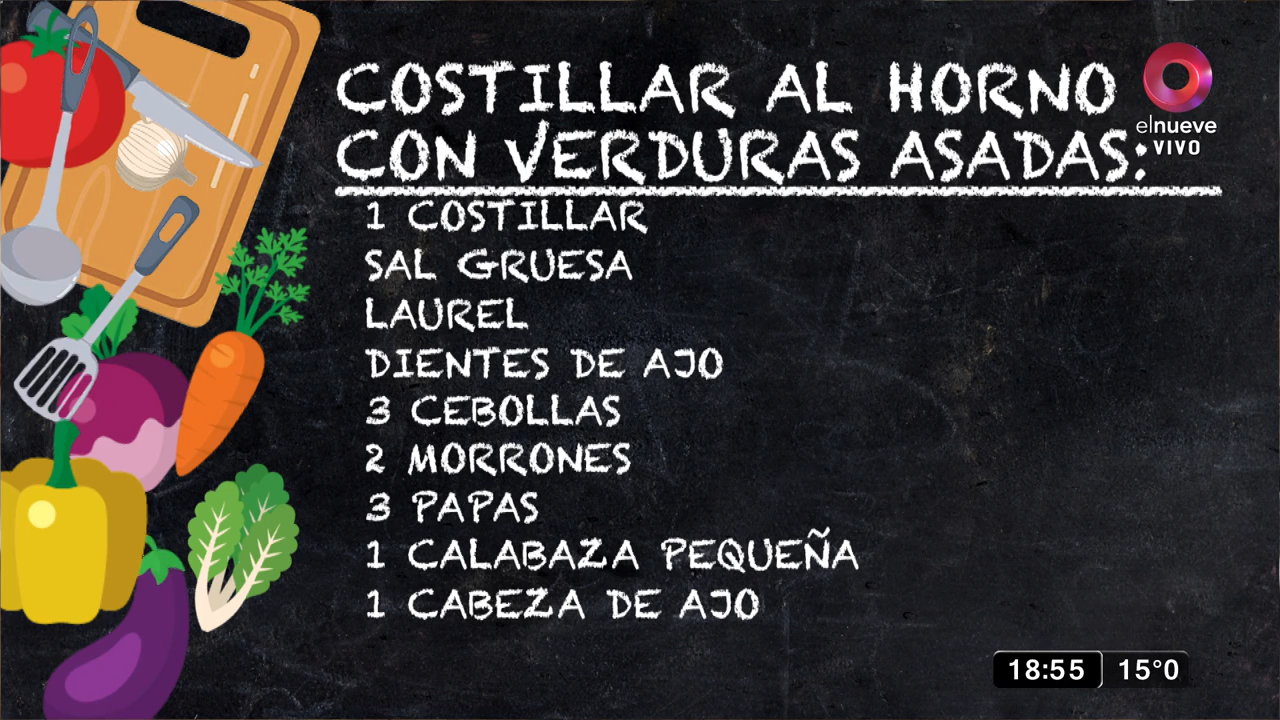 COSTILLAR AL HORNO
CON VERDURAS ASADAS:
elnueve
VIVO
1 COSTILLAR
SAL GRUESA
LAUREL
DIENTES DE AJO
3 CEBOLLAS
2 MORRONES
3 PAPAS
1 CALABAZA PEQUEÑA
1 CABEZA DE AJO
18:55 15°0